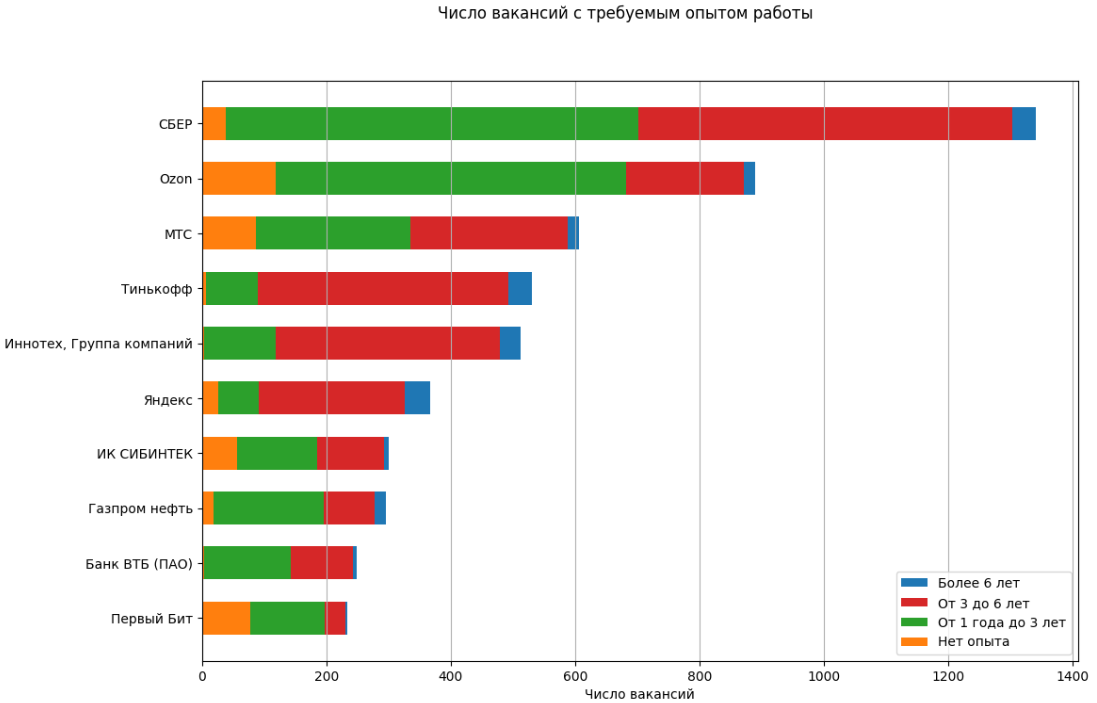 Число вакансий с требуемым опытом работы
СБЕР
Ozon
МТС
Тинькофф
Иннотех, Группа компаний
Яндекс
ИК СИБИНТЕК
Газпром нефть
Банк ВТБ (ПАО)
Первый Бит
Более 6 лет
От 3 до 6 лет
От 1 года до 3 лет
Нет опыта
0 200 400 600 800 1000 1200 1400
Число вакансий